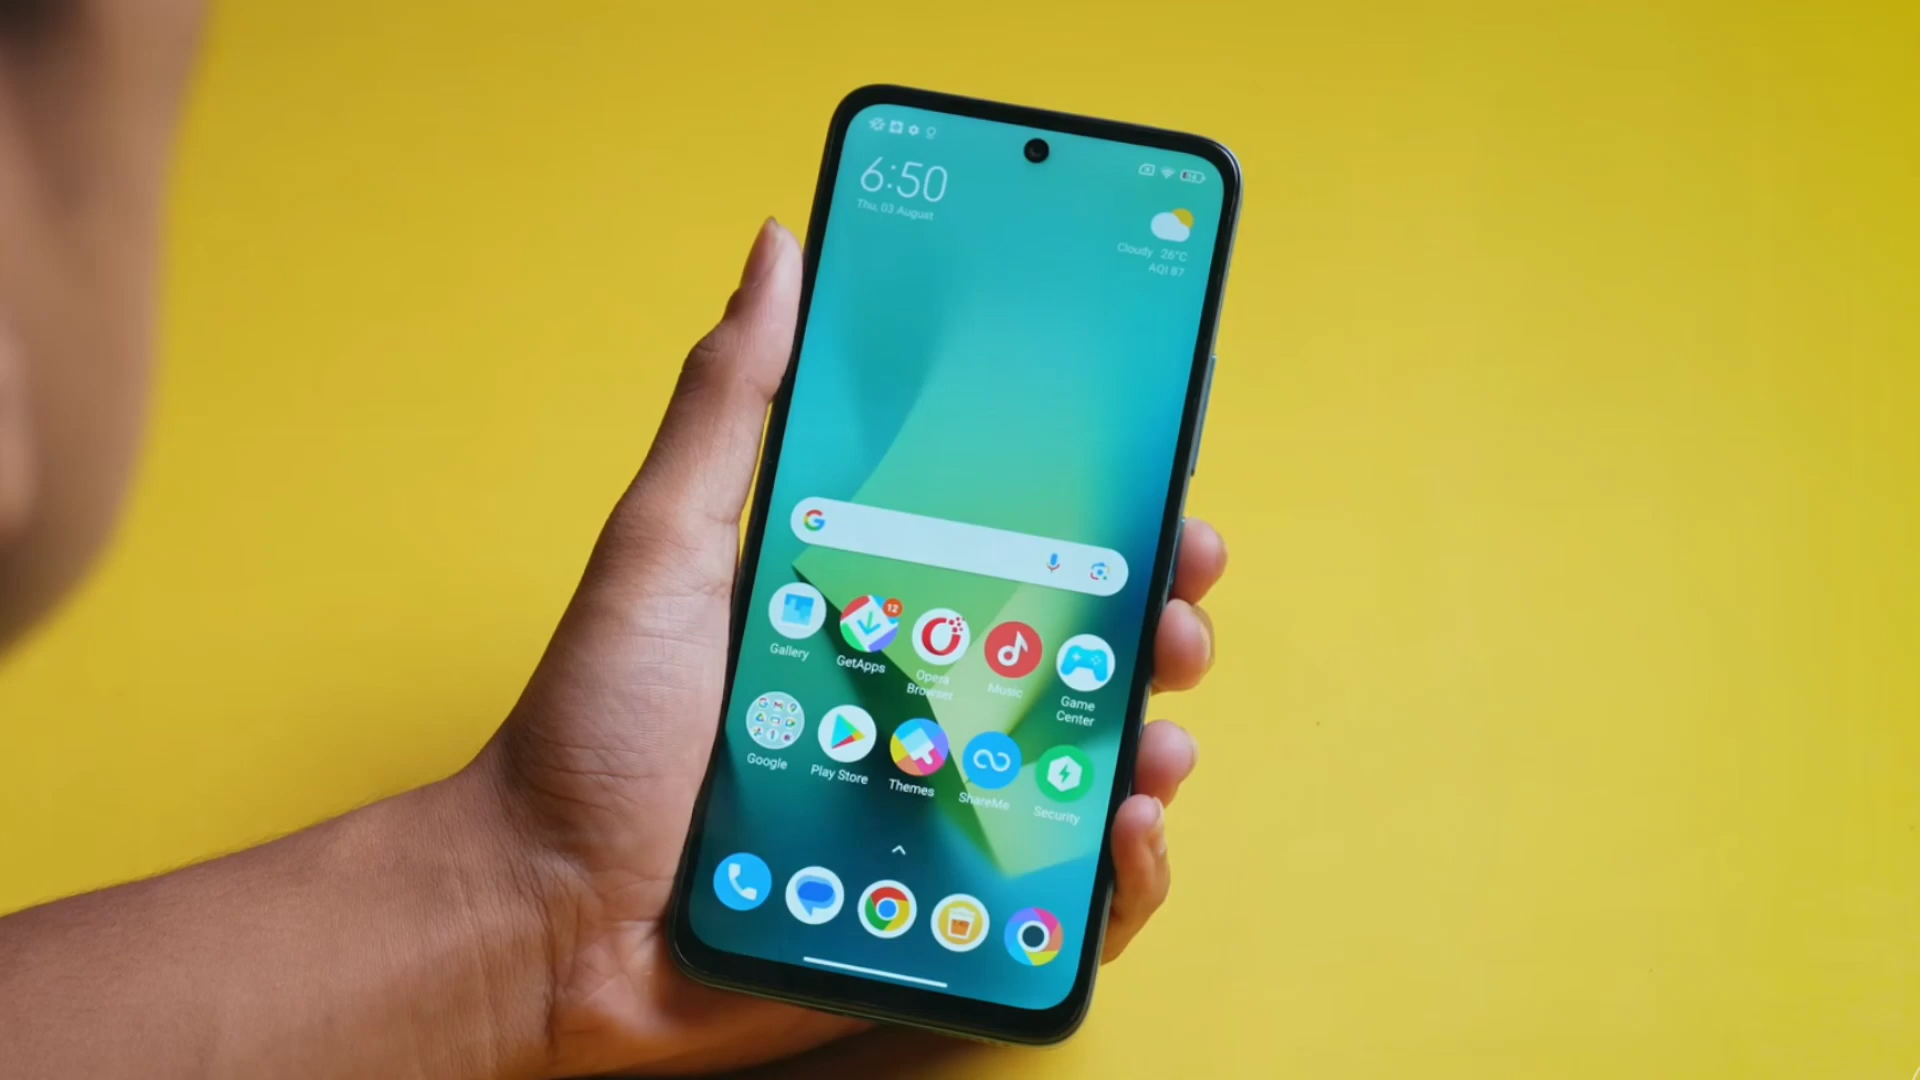 6:50
Thu, 03 August
Cloudy 26°C
AQI 87
Gallery
GetApps
12
Opera
Browser
Music
Game
Center
Google
Play Store
Themes
ShareMe
Security